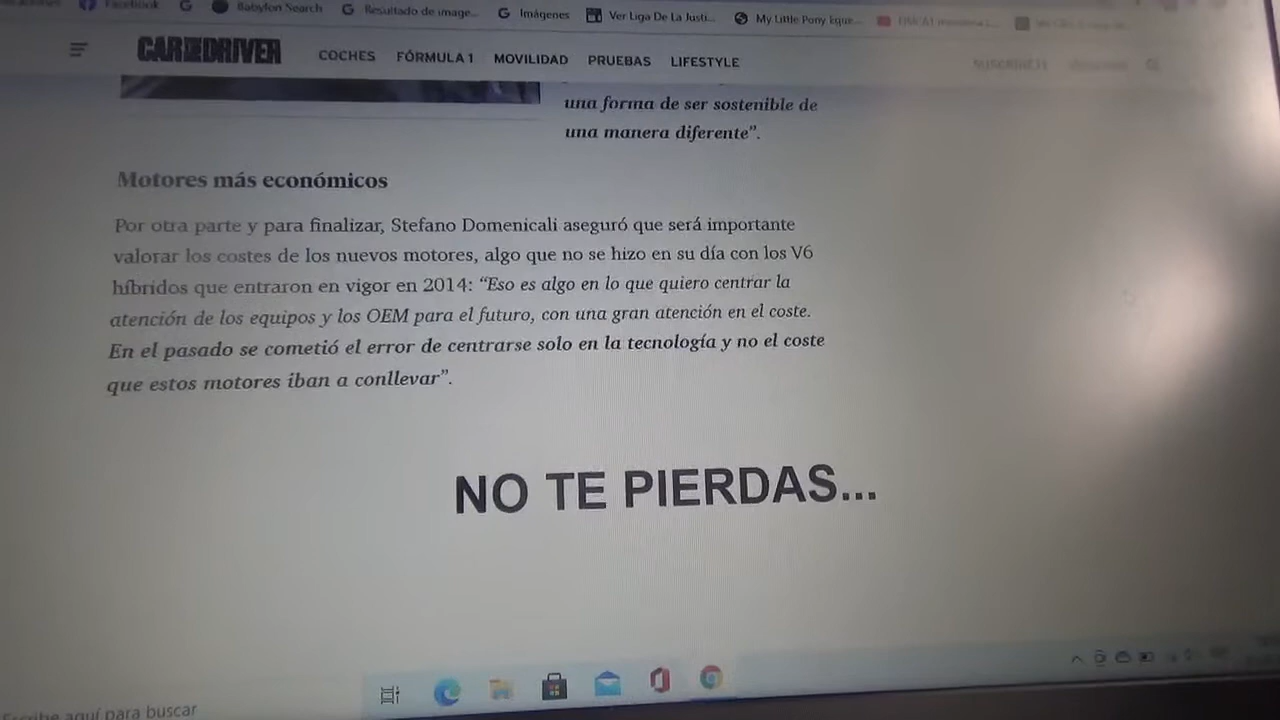 Facebook
Babylon Search
Resultado de image...
Imágenes
Ver Liga De La Justi...
My Little Pony Eque...
CAR AND DRIVER
COCHES
FÓRMULA 1
MOVILIDAD
PRUEBAS
LIFESTYLE
SUSCRÍBETE
una forma de ser sostenible de
una manera diferente”.
Motores más económicos
Por otra parte y para finalizar, Stefano Domenicali aseguró que será importante
valorar los costes de los nuevos motores, algo que no se hizo en su día con los V6
híbridos que entraron en vigor en 2014: “Eso es algo en lo que quiero centrar la
atención de los equipos y los OEM para el futuro, con una gran atención en el coste.
En el pasado se cometió el error de centrarse solo en la tecnología y no el coste
que estos motores iban a conllevar”.
NO TE PIERDAS...
Escribe aquí para buscar